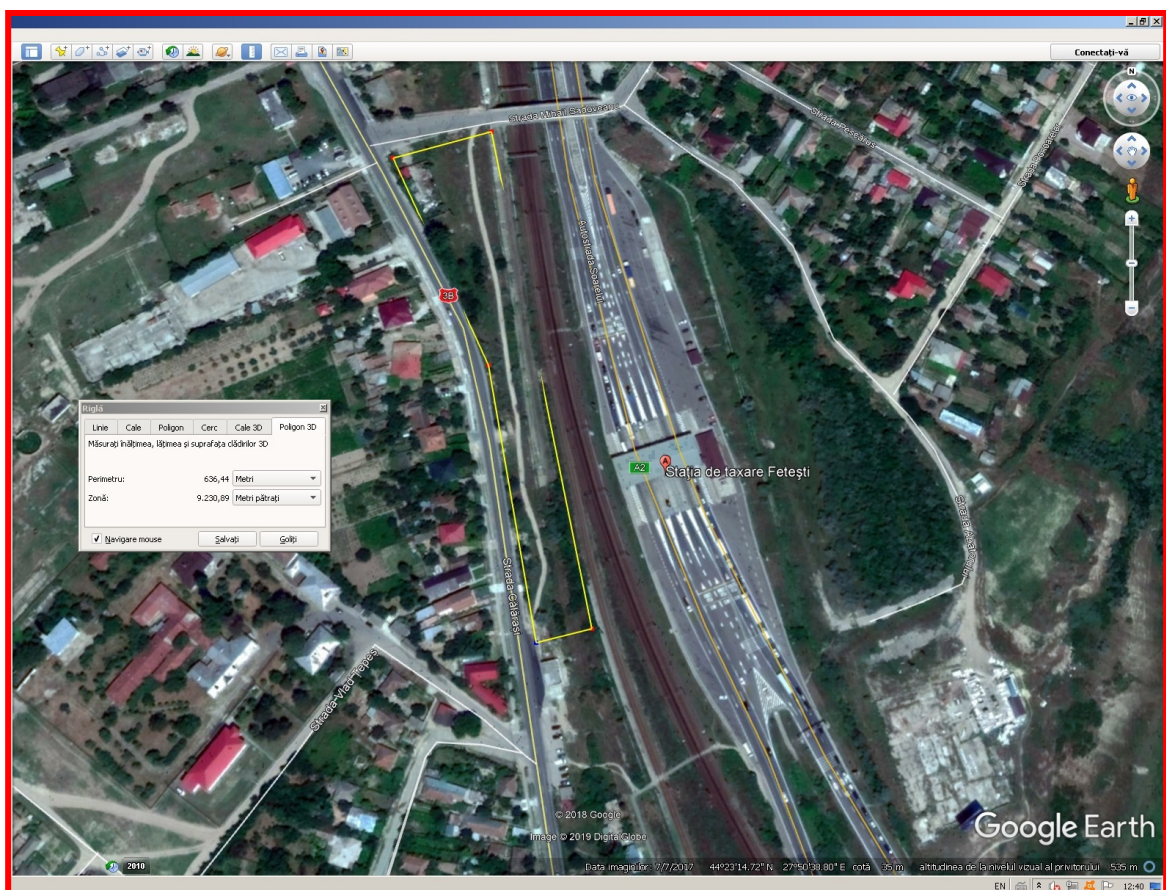 Conectați-vă
N
Strada Mihail Sadoveanu
Strada Pescarilor
Autostrada Soarelui
3B
Riglă
Linie Cale Poligon Cerc Cale 3D Poligon 3D
Măsurați înălțimea, lățimea și suprafața clădirilor 3D
Perimetru: 636,44 Metri
Zonă: 9.230,89 Metri pătrați
Navigare mouse Salvați Goliți
A2
A
Stația de taxare Fetești
Strada Călărași
Strada Vlad Țepeș
© 2018 Google
Image © 2019 DigitalGlobe
Google Earth
2010
Data imaginilor: 7/7/2017 44°23'14.72" N 27°50'38.80" E cotă 35 m altitudinea de la nivelul vizual al privitorului 535 m
EN 12:40